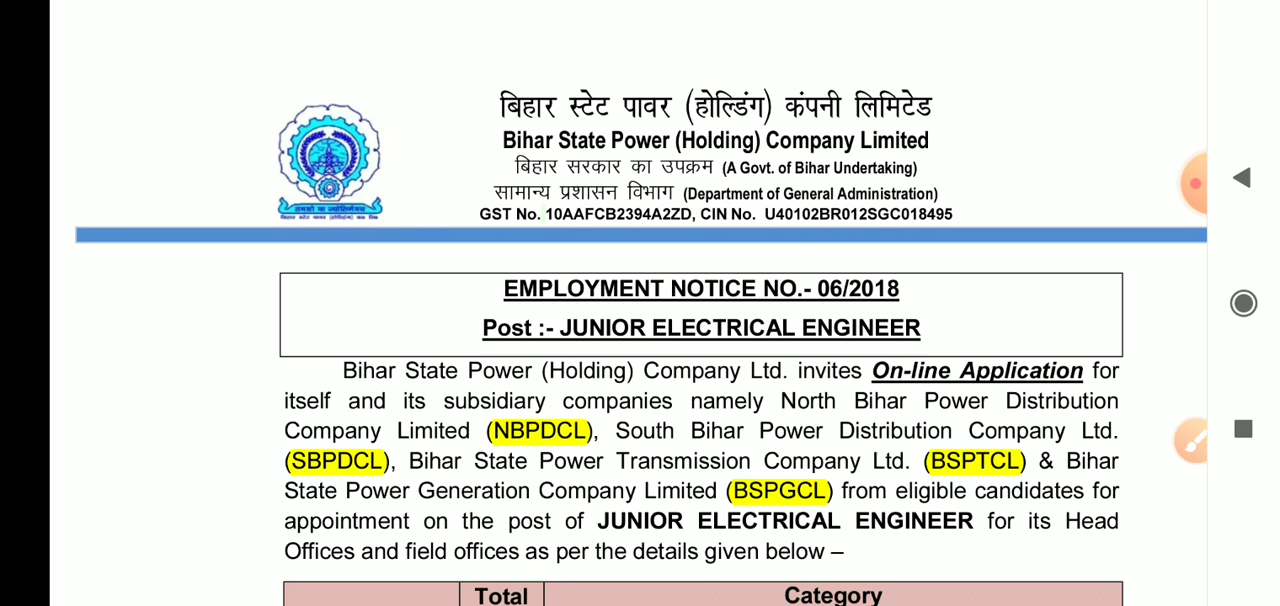 बिहार स्टेट पावर (होल्डिंग) कंपनी लिमिटेड
Bihar State Power (Holding) Company Limited
बिहार सरकार का उपक्रम (A Govt. of Bihar Undertaking)
सामान्य प्रशासन विभाग (Department of General Administration)
GST No. 10AAFCB2394A2ZD, CIN No. U40102BR012SGC018495
EMPLOYMENT NOTICE NO.- 06/2018
Post :- JUNIOR ELECTRICAL ENGINEER
Bihar State Power (Holding) Company Ltd. invites On-line Application for
itself and its subsidiary companies namely North Bihar Power Distribution
Company Limited (NBPDCL), South Bihar Power Distribution Company Ltd.
(SBPDCL), Bihar State Power Transmission Company Ltd. (BSPTCL) & Bihar
State Power Generation Company Limited (BSPGCL) from eligible candidates for
appointment on the post of JUNIOR ELECTRICAL ENGINEER for its Head
Offices and field offices as per the details given below –
Total Category